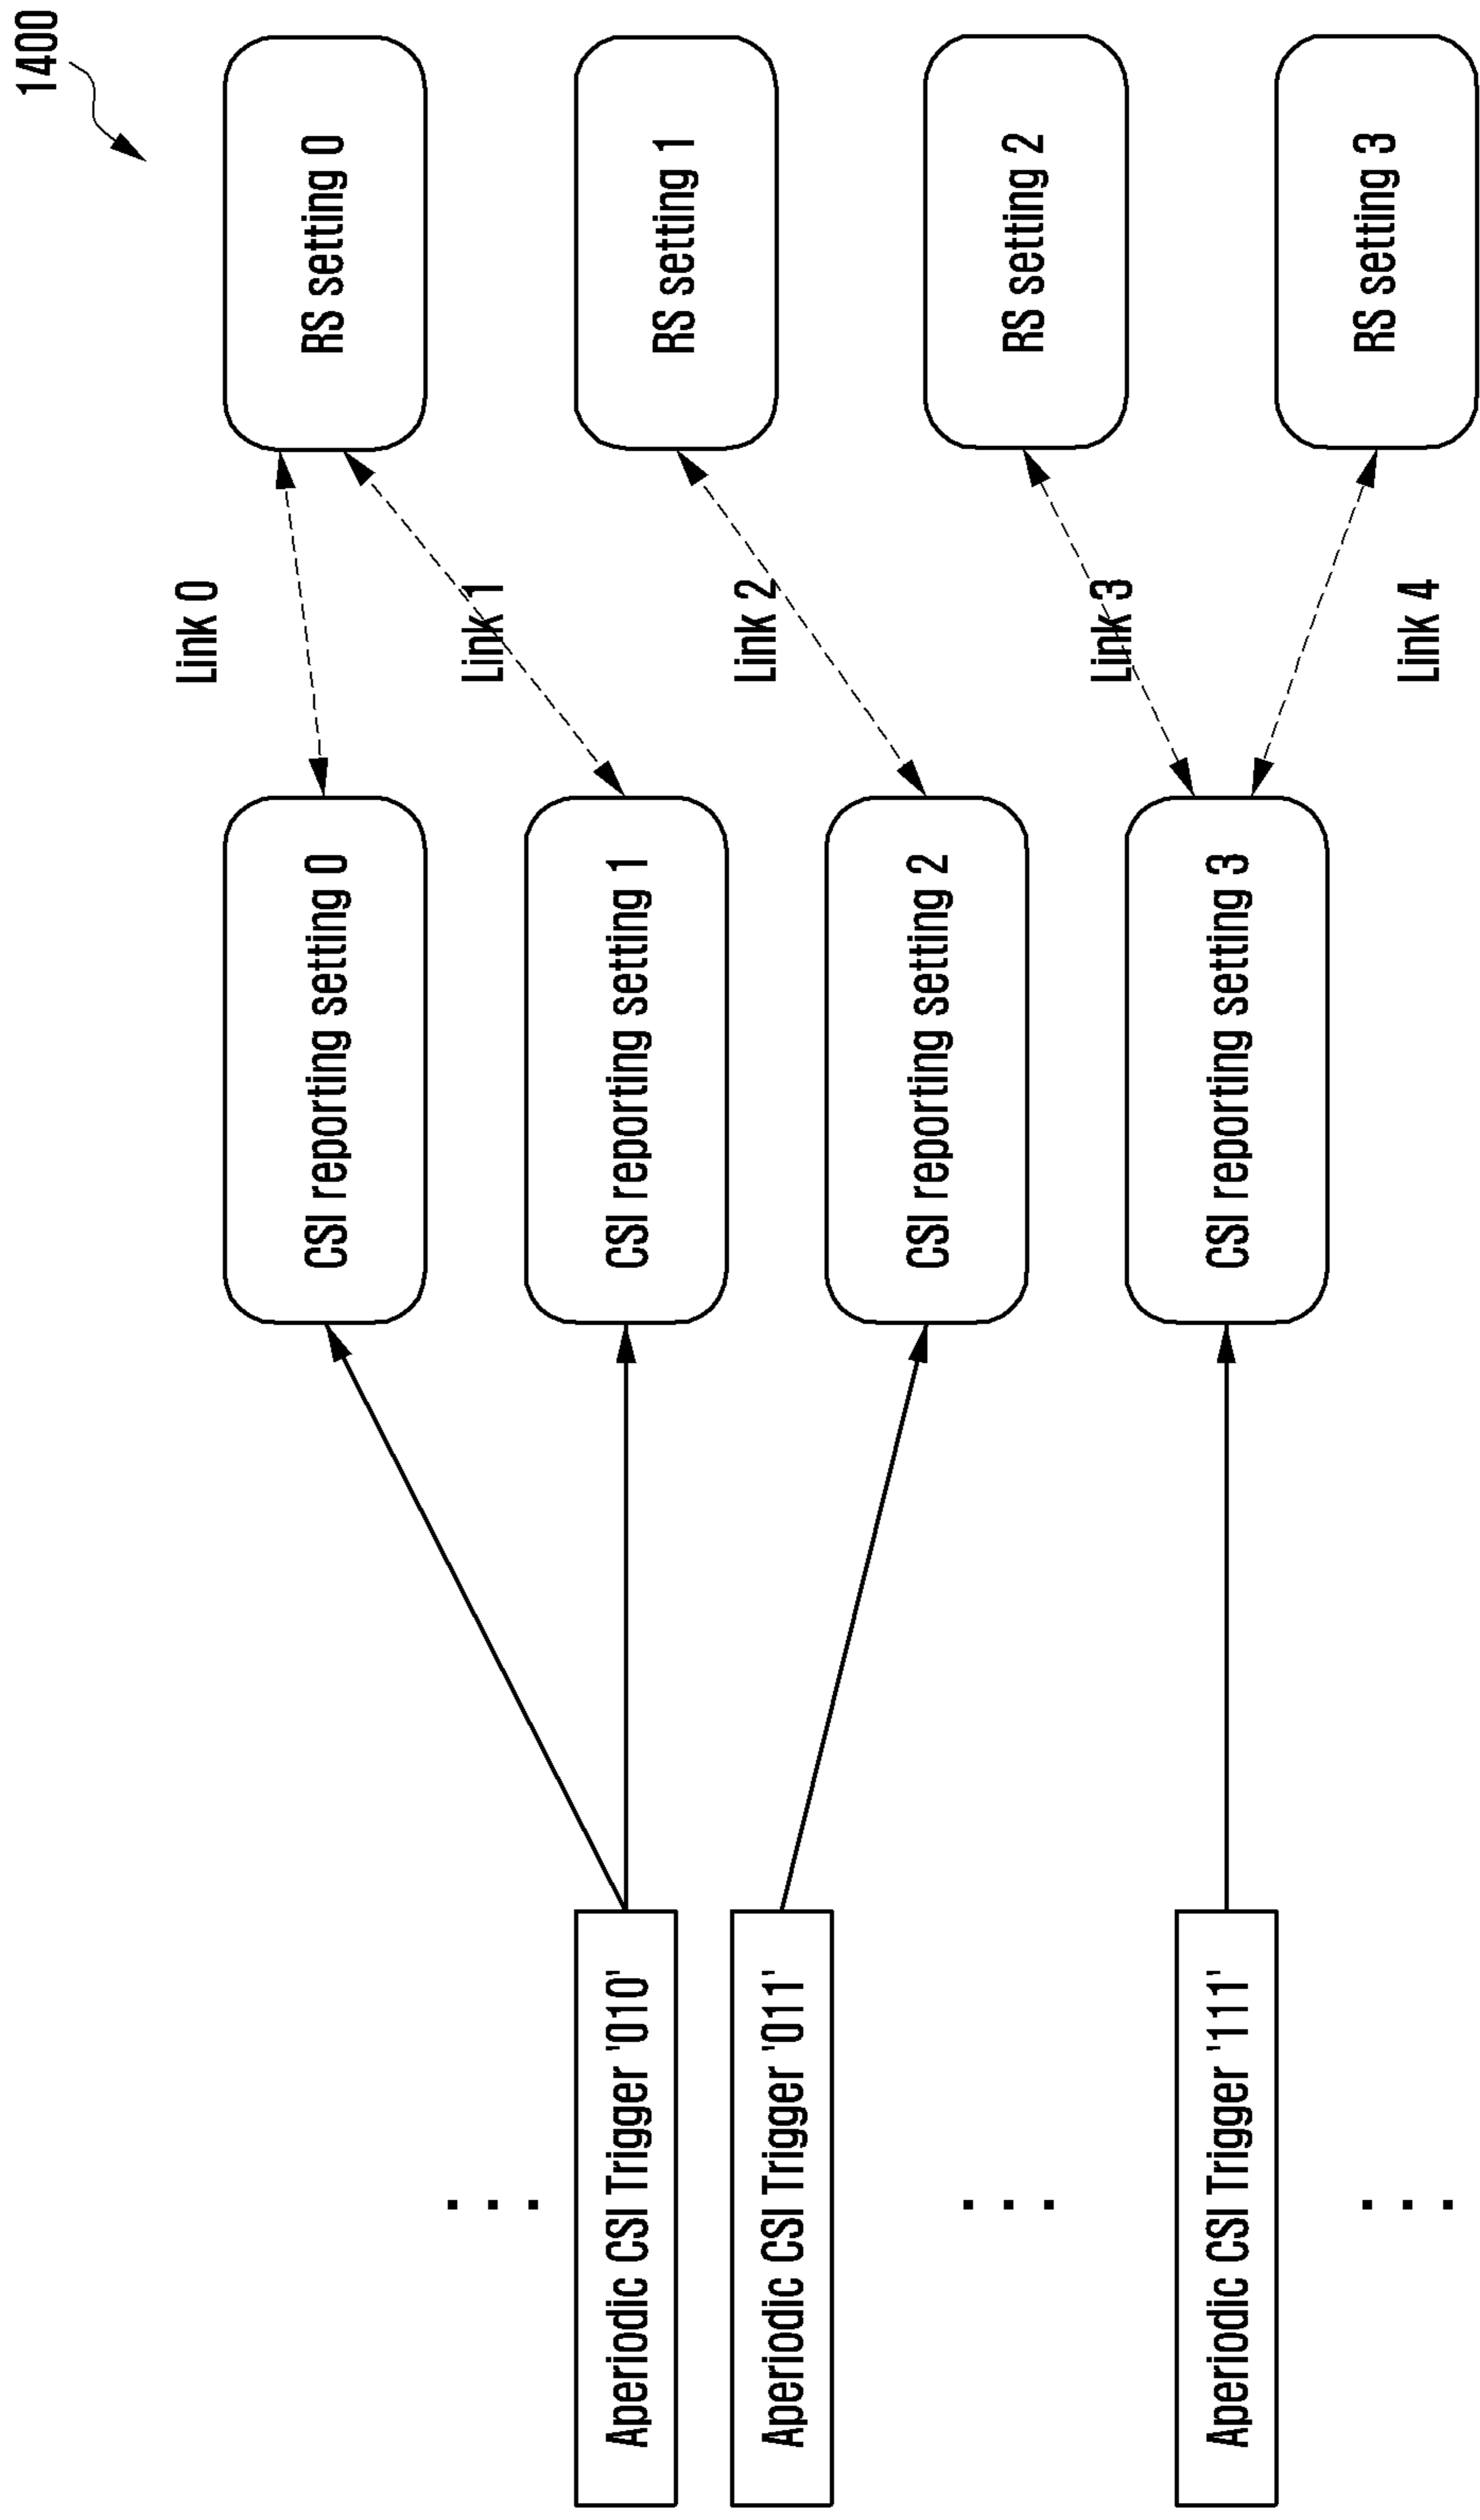 1400
Aperiodic CSI Trigger '010'
Aperiodic CSI Trigger '011'
Aperiodic CSI Trigger '111'
CSI reporting setting 0
CSI reporting setting 1
CSI reporting setting 2
CSI reporting setting 3
Link 0
Link 1
Link 2
Link 3
Link 4
RS setting 0
RS setting 1
RS setting 2
RS setting 3